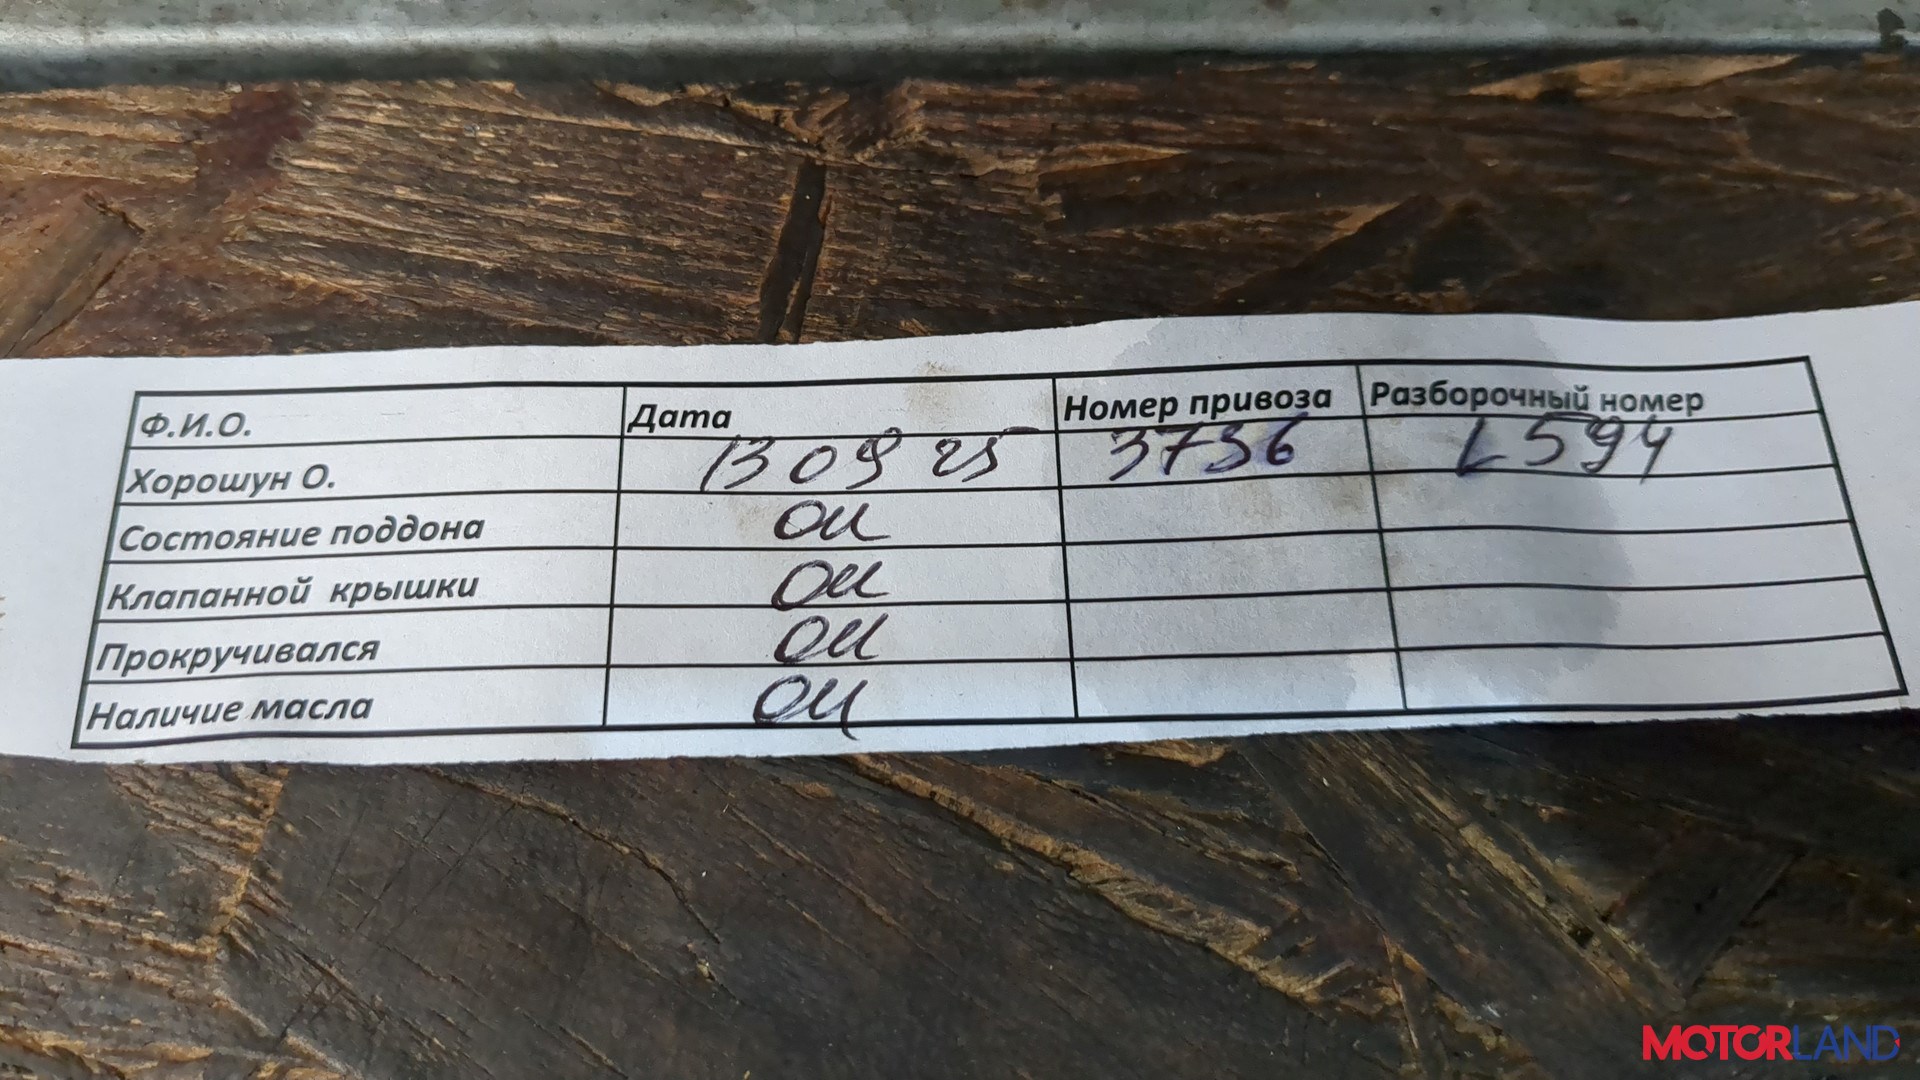 Ф.И.О. Дата Номер привоза Разборочный номер
Хорошун О. 13 09 25 3736 L594
Состояние поддона ок
Клапанной крышки ок
Прокручивался ок
Наличие масла ок
MOTORLAND